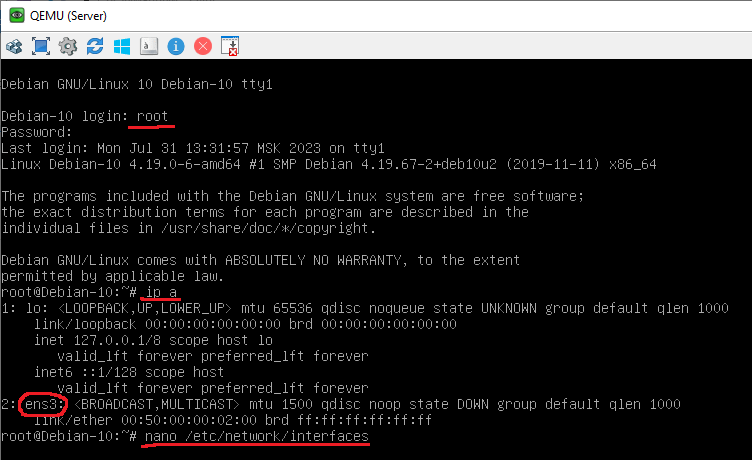 QEMU (Server)
Debian GNU/Linux 10 Debian-10 tty1
Debian-10 login: root
Password:
Last login: Mon Jul 31 13:31:57 MSK 2023 on tty1
Linux Debian-10 4.19.0-6-amd64 #1 SMP Debian 4.19.67-2+deb10u2 (2019-11-11) x86_64
The programs included with the Debian GNU/Linux system are free software;
the exact distribution terms for each program are described in the
individual files in /usr/share/doc/*/copyright.
Debian GNU/Linux comes with ABSOLUTELY NO WARRANTY, to the extent
permitted by applicable law.
root@Debian-10:~# ip a
1: lo: <LOOPBACK,UP,LOWER_UP> mtu 65536 qdisc noqueue state UNKNOWN group default qlen 1000
    link/loopback 00:00:00:00:00:00 brd 00:00:00:00:00:00
    inet 127.0.0.1/8 scope host lo
       valid_lft forever preferred_lft forever
    inet6 ::1/128 scope host
       valid_lft forever preferred_lft forever
2: ens3: <BROADCAST,MULTICAST> mtu 1500 qdisc noop state DOWN group default qlen 1000
    link/ether 00:50:00:00:02:00 brd ff:ff:ff:ff:ff:ff
root@Debian-10:~# nano /etc/network/interfaces